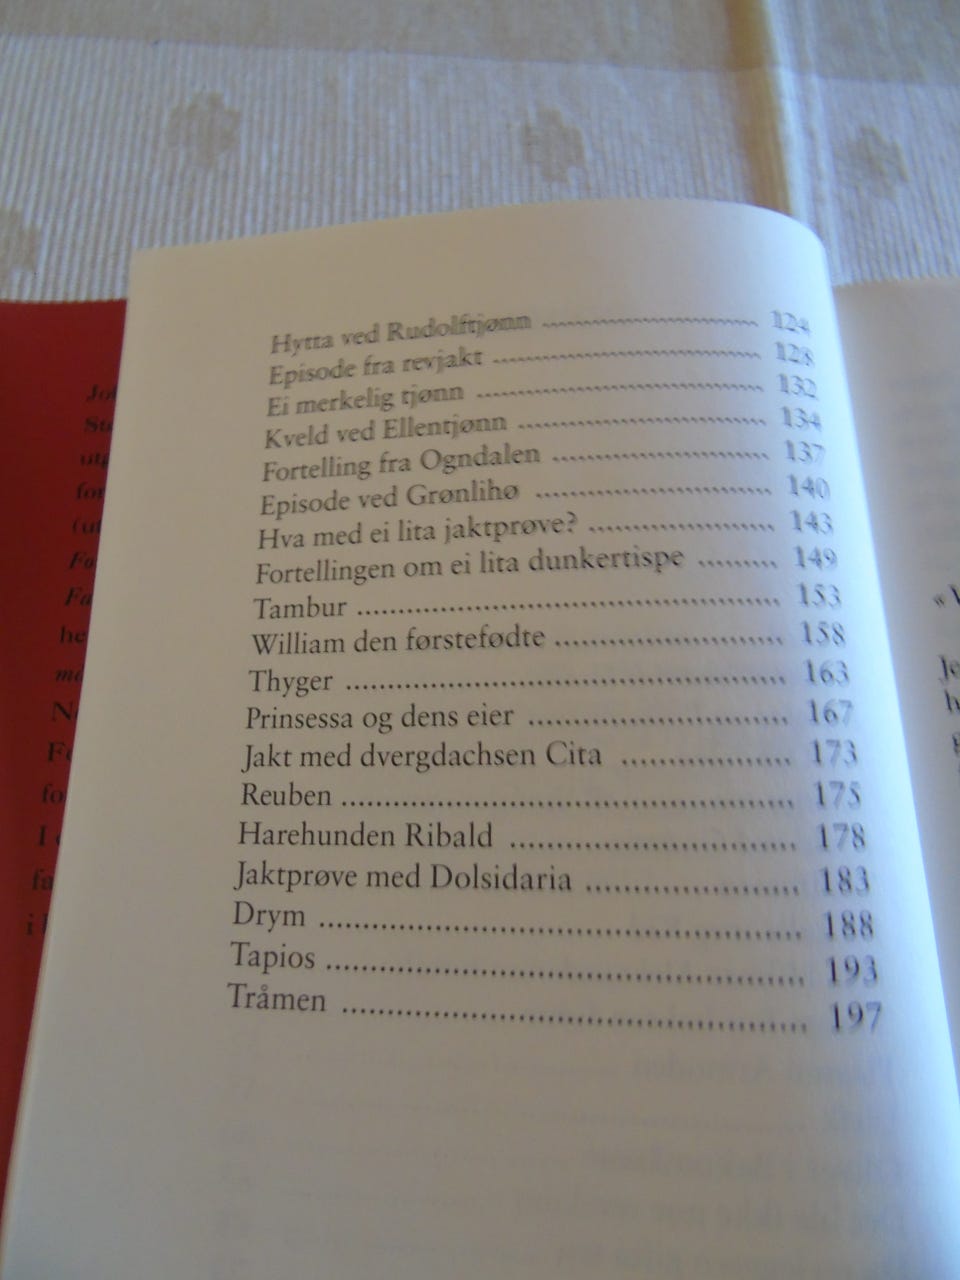 Hytta ved Rudolftjønn 124
Episode fra revjakt 128
Ei merkelig tjønn 132
Kveld ved Ellentjønn 134
Fortelling fra Ogndalen 137
Episode ved Grønlihø 140
Hva med ei lita jaktprøve? 143
Fortellingen om ei lita dunkertispe 149
Tambur 153
William den førstefødte 158
Thyger 163
Prinsessa og dens eier 167
Jakt med dvergdachsen Cita 173
Reuben 175
Harehunden Ribald 178
Jaktprøve med Dolsidaria 183
Drym 188
Tapios 193
Tråmen 197